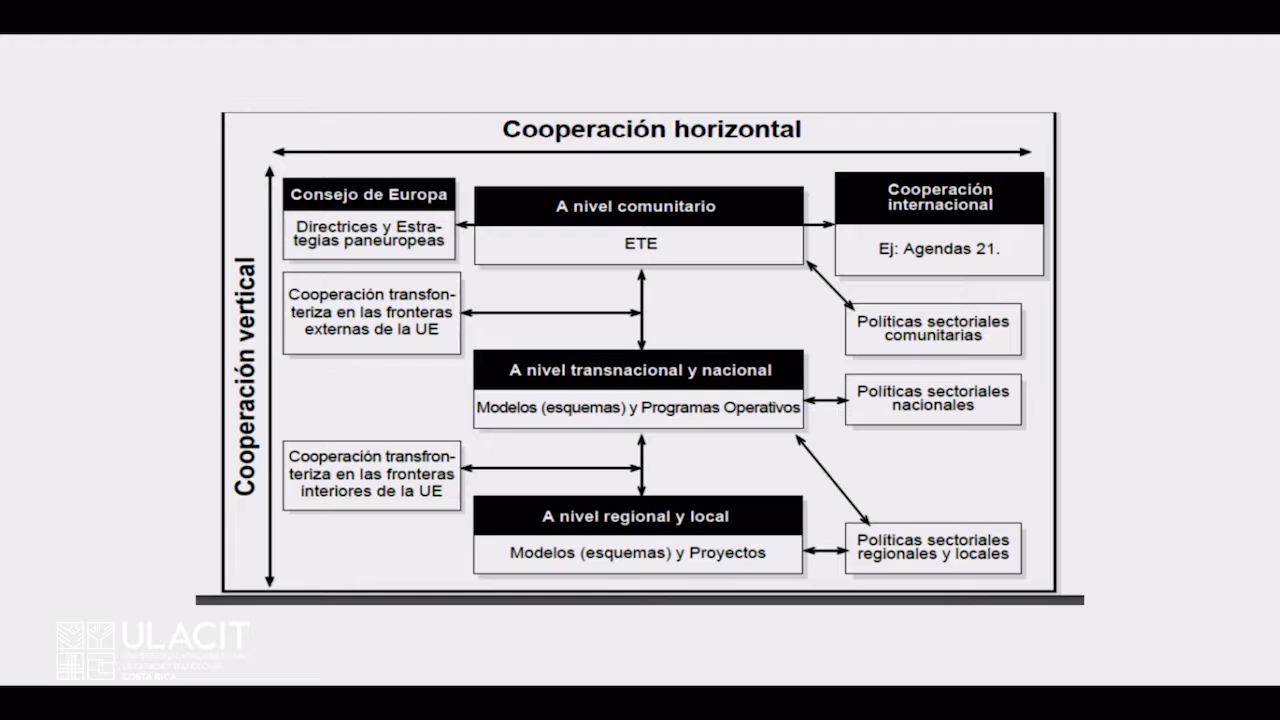 Cooperación horizontal
Cooperación vertical
Consejo de Europa
Directrices y Estra-
tegias paneuropeas
A nivel comunitario
ETE
Cooperación
internacional
Ej: Agendas 21.
Cooperación transfon-
teriza en las fronteras
externas de la UE
Políticas sectoriales
comunitarias
A nivel transnacional y nacional
Modelos (esquemas) y Programas Operativos
Políticas sectoriales
nacionales
Cooperación transfron-
teriza en las fronteras
interiores de la UE
A nivel regional y local
Modelos (esquemas) y Proyectos
Políticas sectoriales
regionales y locales
ULACIT
COSTA RICA